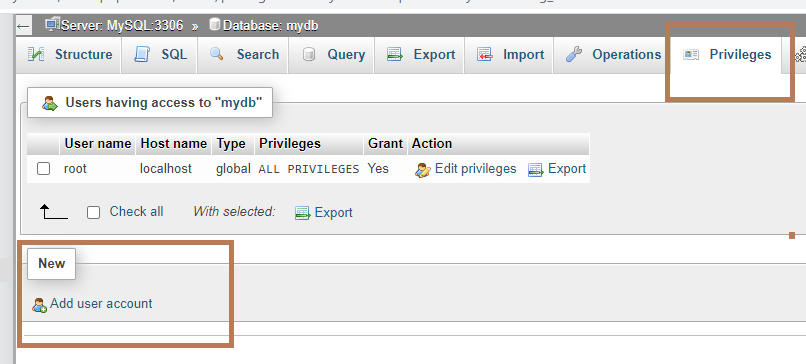 Server: MySQL:3306 » Database: mydb
Structure SQL Search Query Export Import Operations Privileges
Users having access to "mydb"
User name Host name Type Privileges Grant Action
root localhost global ALL PRIVILEGES Yes Edit privileges Export
Check all With selected: Export
New
Add user account